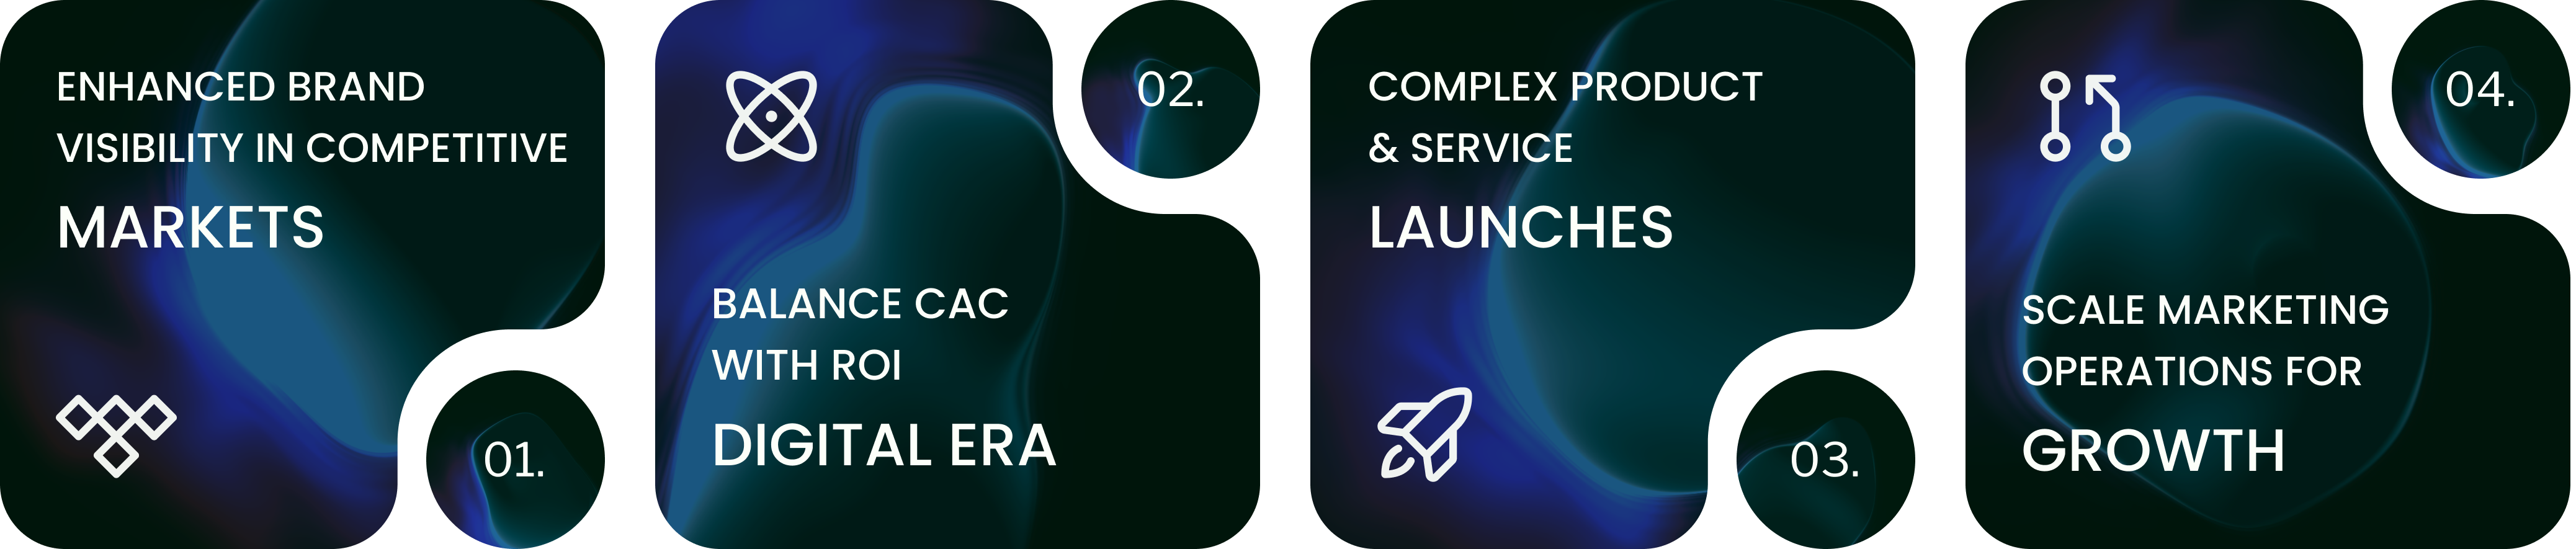 ENHANCED BRAND
VISIBILITY IN COMPETITIVE
MARKETS
01.
02.
BALANCE CAC
WITH ROI
DIGITAL ERA
COMPLEX PRODUCT
& SERVICE
LAUNCHES
03.
04.
SCALE MARKETING
OPERATIONS FOR
GROWTH